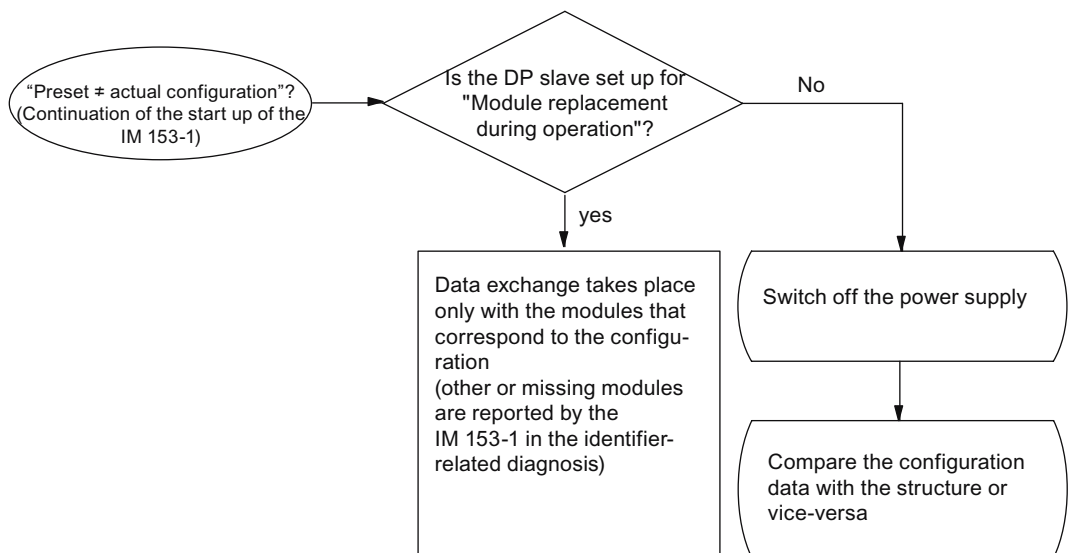 “Preset ≠ actual configuration”?
(Continuation of the start up of the
IM 153-1)
Is the DP slave set up for
"Module replacement
during operation"?
No
yes
Data exchange takes place
only with the modules that
correspond to the configu-
ration
(other or missing modules
are reported by the
IM 153-1 in the identifier-
related diagnosis)
Switch off the power supply
Compare the configuration
data with the structure or
vice-versa